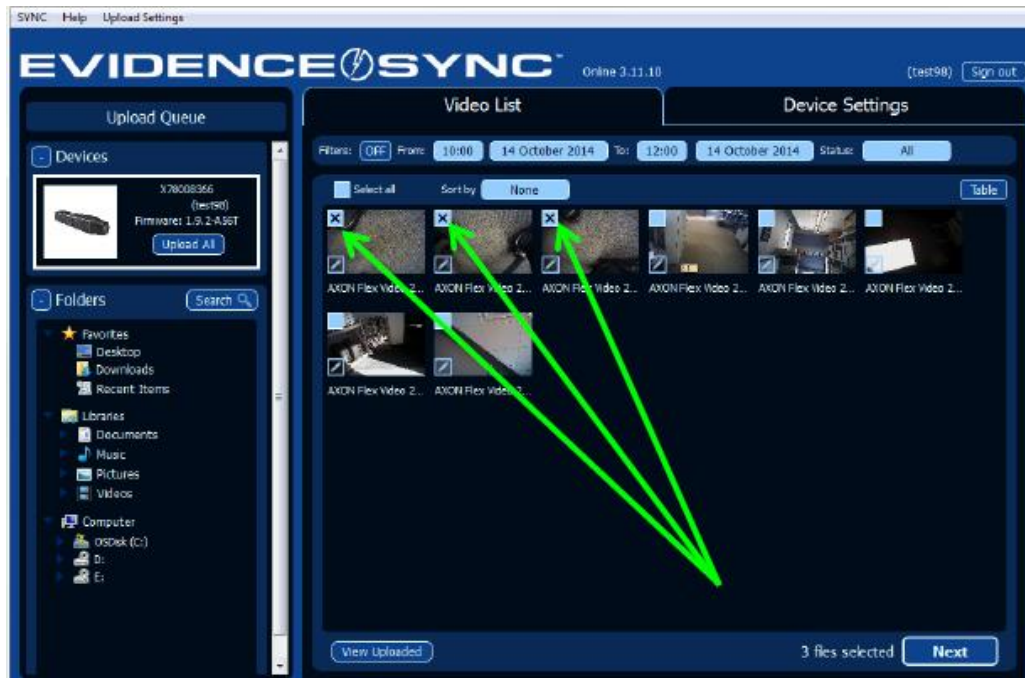 SYNC Help Upload Settings
EVIDENCE SYNC™ Online 3.11.10 (test98) Sign out
Upload Queue
Devices
X78008366
(test98)
Firmware: 1.9.2-A56T
Upload All
Folders Search
Favorites
Desktop
Downloads
Recent Items
Libraries
Documents
Music
Pictures
Videos
Computer
OSDisk (C:)
D:
E:
Video List Device Settings
Filters: OFF From: 10:00 14 October 2014 To: 12:00 14 October 2014 Status: All
Select all Sort by None Table
AXON Flex Video 2... AXON Flex Video 2... AXON Flex Video 2... AXON Flex Video 2... AXON Flex Video 2... AXON Flex Video 2...
AXON Flex Video 2... AXON Flex Video 2...
View Uploaded 3 files selected Next